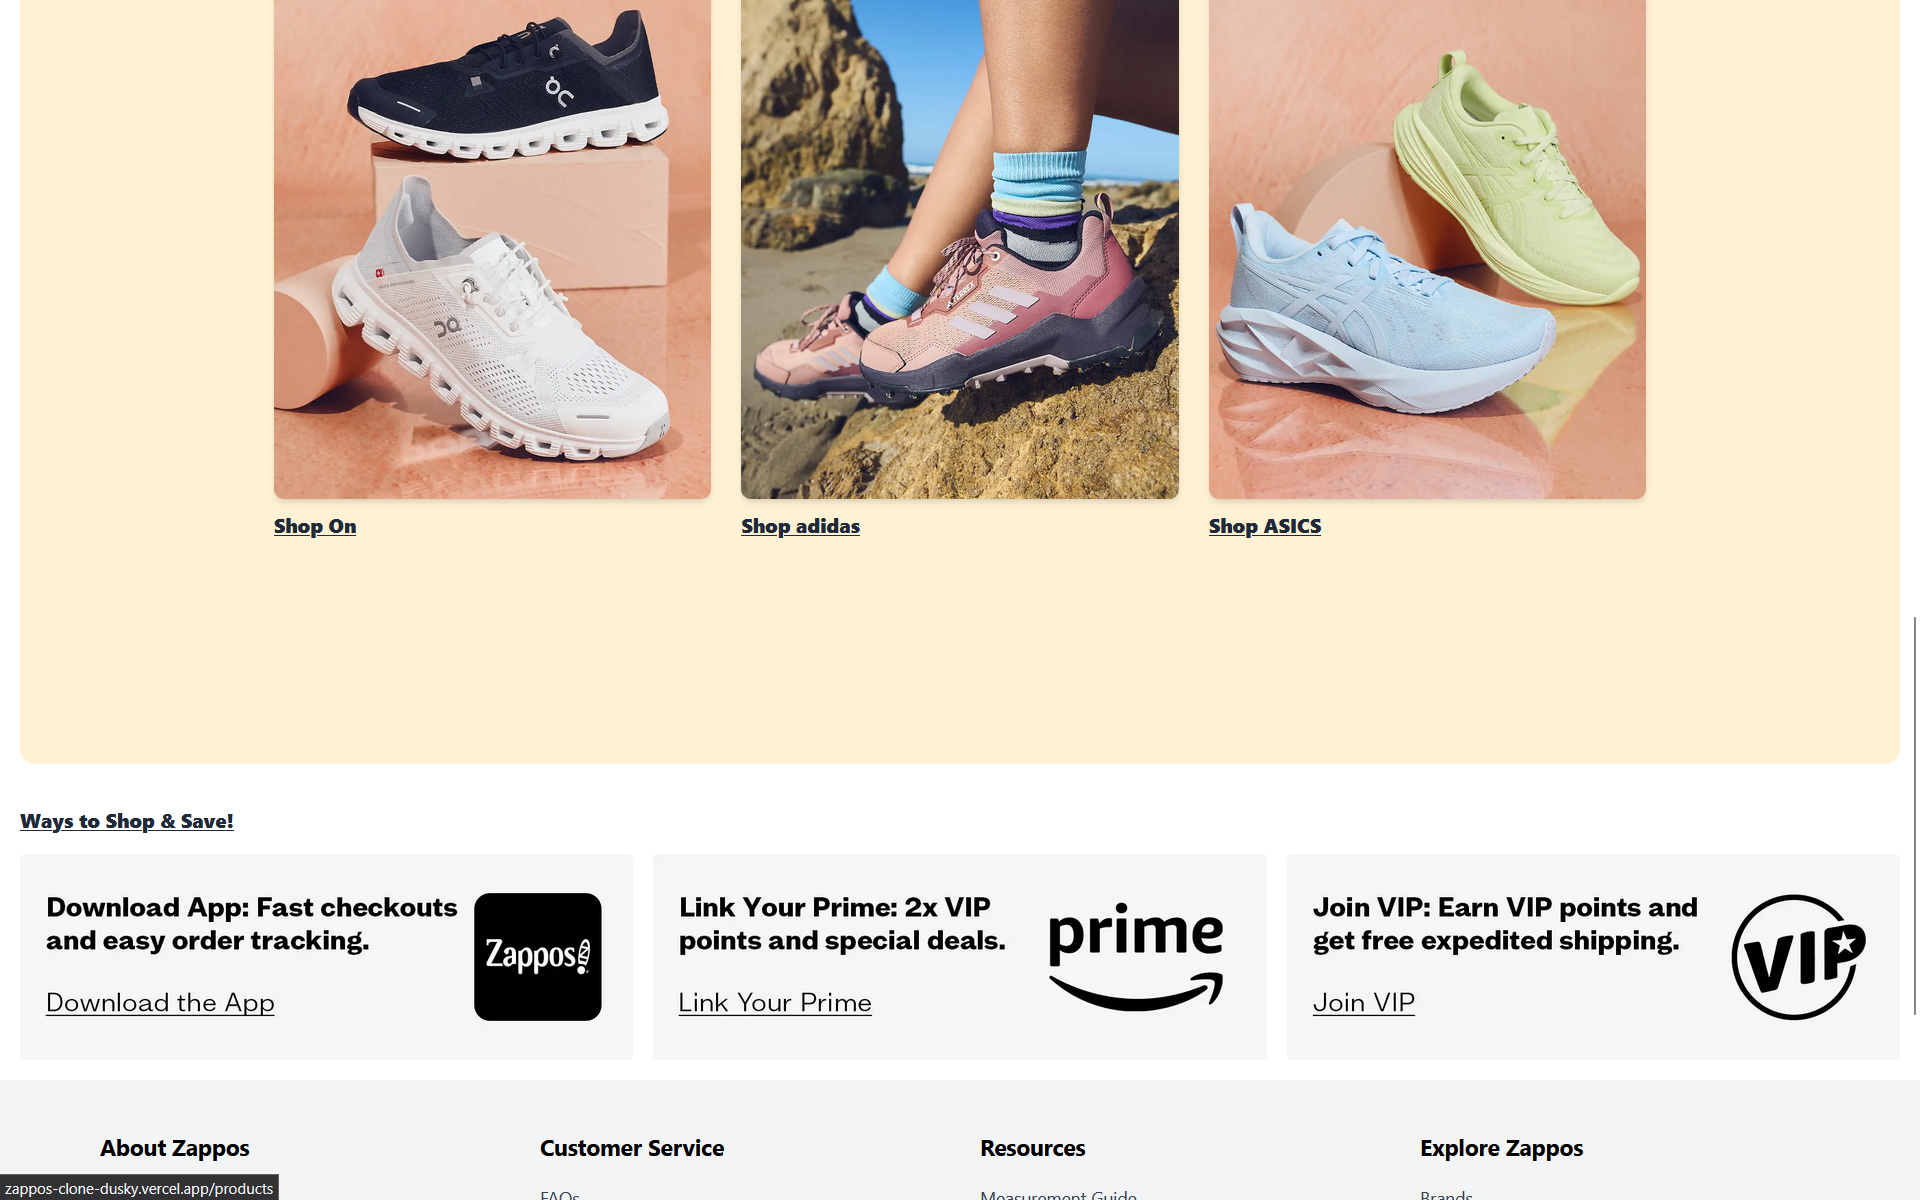 TERREX
Shop On
Shop adidas
Shop ASICS
Ways to Shop & Save!
Download App: Fast checkouts
and easy order tracking.
Download the App
Zappos!
Link Your Prime: 2x VIP
points and special deals.
Link Your Prime
prime
Join VIP: Earn VIP points and
get free expedited shipping.
Join VIP
VIP
About Zappos
Customer Service
Resources
Explore Zappos
FAQs
Measurement Guide
Brands
zappos-clone-dusky.vercel.app/products